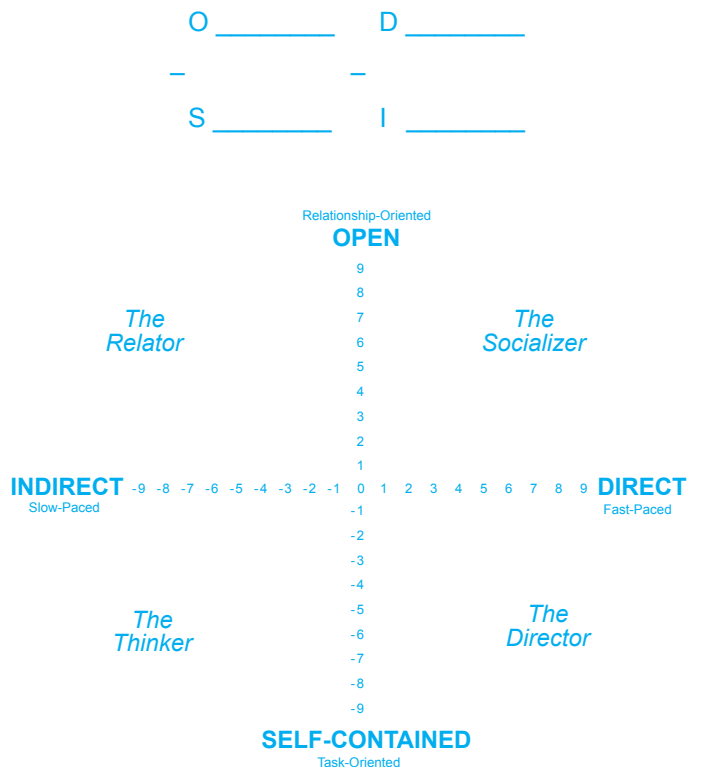 O ________ D ________
– –
S ________ I ________
Relationship-Oriented
OPEN
9
8
The
Relator
7
6
The
Socializer
5
4
3
2
1
INDIRECT -9 -8 -7 -6 -5 -4 -3 -2 -1 0 1 2 3 4 5 6 7 8 9 DIRECT
Slow-Paced
Fast-Paced
-1
-2
-3
-4
-5
The
Thinker
-6
The
Director
-7
-8
-9
SELF-CONTAINED
Task-Oriented